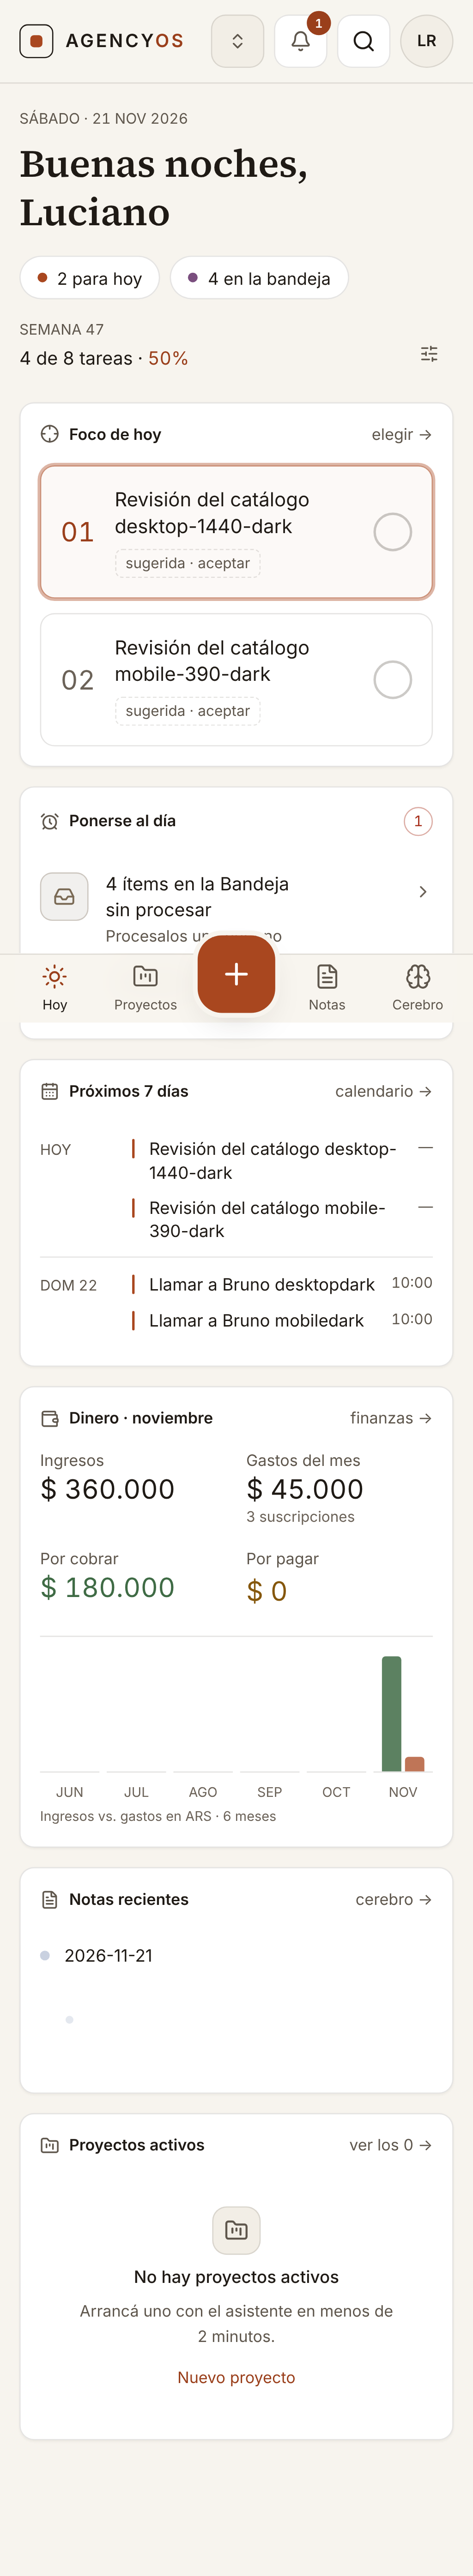 AGENCYOS
1
LR
SÁBADO · 21 NOV 2026
Buenas noches,
Luciano
2 para hoy
4 en la bandeja
SEMANA 47
4 de 8 tareas · 50%
Foco de hoy
elegir →
01
Revisión del catálogo
desktop-1440-dark
sugerida · aceptar
02
Revisión del catálogo
mobile-390-dark
sugerida · aceptar
Ponerse al día
1
4 ítems en la Bandeja
sin procesar
Procesalos
Hoy
Proyectos
Notas
Cerebro
Próximos 7 días
calendario →
HOY
Revisión del catálogo desktop-
1440-dark
—
Revisión del catálogo mobile-
390-dark
—
DOM 22
Llamar a Bruno desktopdark
10:00
Llamar a Bruno mobiledark
10:00
Dinero · noviembre
finanzas →
Ingresos
$ 360.000
Gastos del mes
$ 45.000
3 suscripciones
Por cobrar
$ 180.000
Por pagar
$ 0
JUN JUL AGO SEP OCT NOV
Ingresos vs. gastos en ARS · 6 meses
Notas recientes
cerebro →
2026-11-21
Proyectos activos
ver los 0 →
No hay proyectos activos
Arrancá uno con el asistente en menos de
2 minutos.
Nuevo proyecto